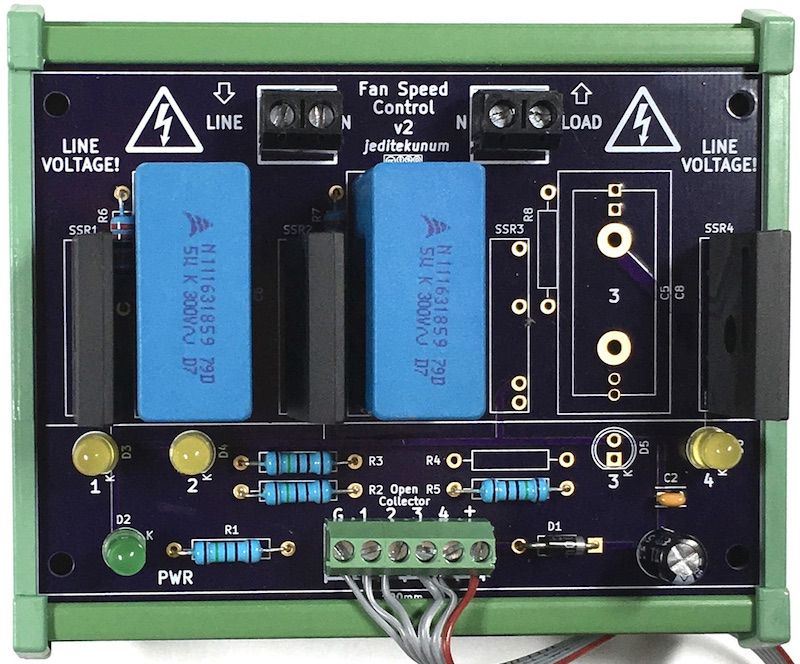 Fan Speed
Control
v2
jeditekunum
LINE
N
N
LOAD
LINE
VOLTAGE!
LINE
VOLTAGE!
R6
R7
R8
SSR1
SSR2
SSR3
SSR4
N111631859
5µ K 300V~
79D
D7
N111631859
5µ K 300V~
79D
D7
3
C5
C8
D3
D4
D5
K
K
K
K
1
2
3
4
R3
R4
R2
R5
Open
Collector
C2
G 1 2 3 4 +
D2
K
R1
D1
PWR